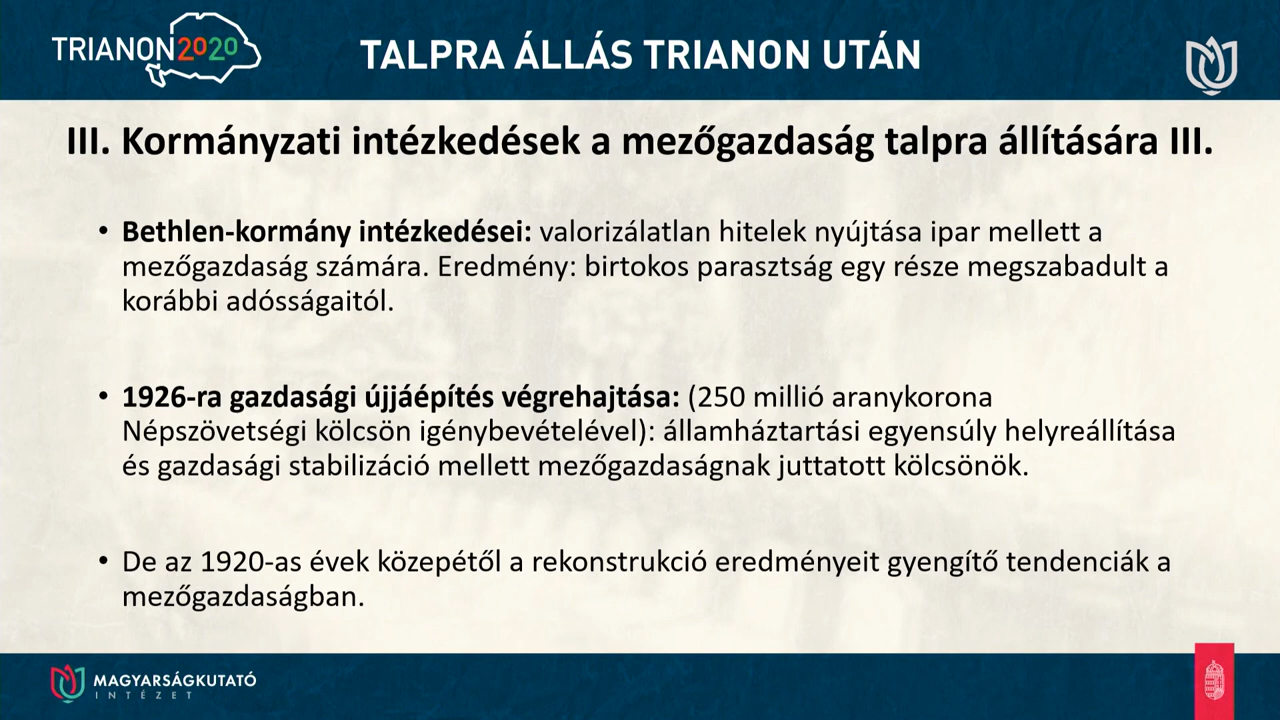 TRIANON2020
TALPRA ÁLLÁS TRIANON UTÁN
III. Kormányzati intézkedések a mezőgazdaság talpra állítására III.
• Bethlen-kormány intézkedései: valorizálatlan hitelek nyújtása ipar mellett a
mezőgazdaság számára. Eredmény: birtokos parasztság egy része megszabadult a
korábbi adósságaitól.
• 1926-ra gazdasági újjáépítés végrehajtása: (250 millió aranykorona
Népszövetségi kölcsön igénybevételével): államháztartási egyensúly helyreállítása
és gazdasági stabilizáció mellett mezőgazdaságnak juttatott kölcsönök.
• De az 1920-as évek közepétől a rekonstrukció eredményeit gyengítő tendenciák a
mezőgazdaságban.
MAGYARSÁGKUTATÓ
INTÉZET